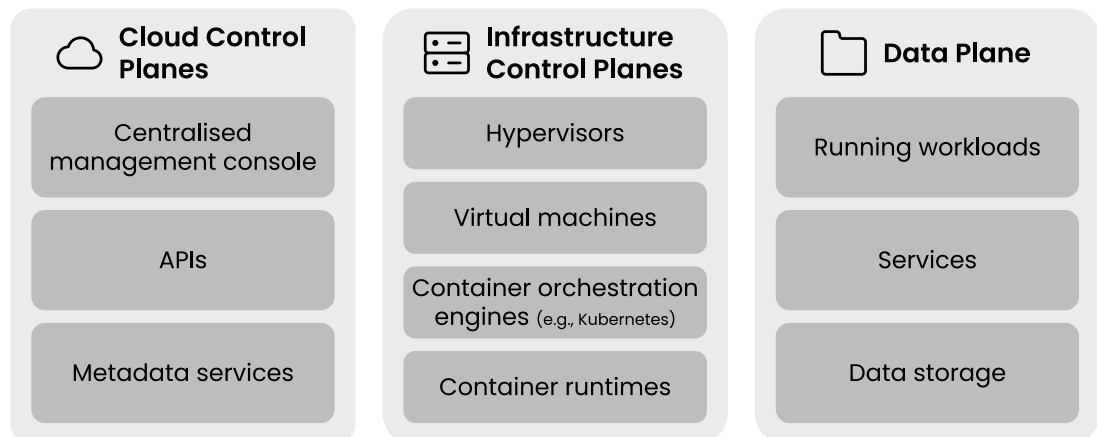 Cloud Control
Planes
Centralised
management console
APIs
Metadata services
Infrastructure
Control Planes
Hypervisors
Virtual machines
Container orchestration
engines (e.g., Kubernetes)
Container runtimes
Data Plane
Running workloads
Services
Data storage